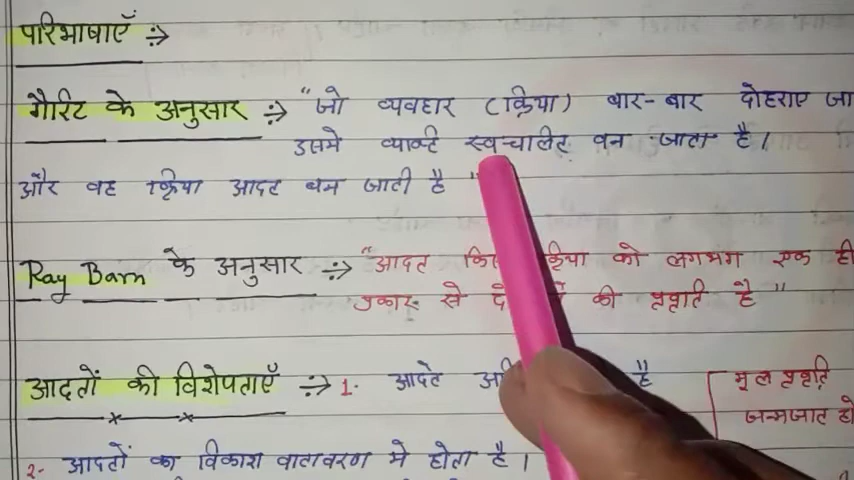 परिभाषाएँ ÷>
गैरिट के अनुसार ÷> "जो व्यवहार (क्रिया) बार-बार दोहराए जा
उसमे व्यक्ति स्वचालित बन जाता है।
और वह क्रिया आदत बन जाती है "
Ray Barn के अनुसार ÷> "आदत क्रिया को लगभग एक ही
प्रकार से की प्रवृति है "
आदतों की विशेषताएँ ÷> 1. आदते है
मूल प्रवृति
जन्मजात हो
2- आदतों का विकास वातावरण मे होता है।